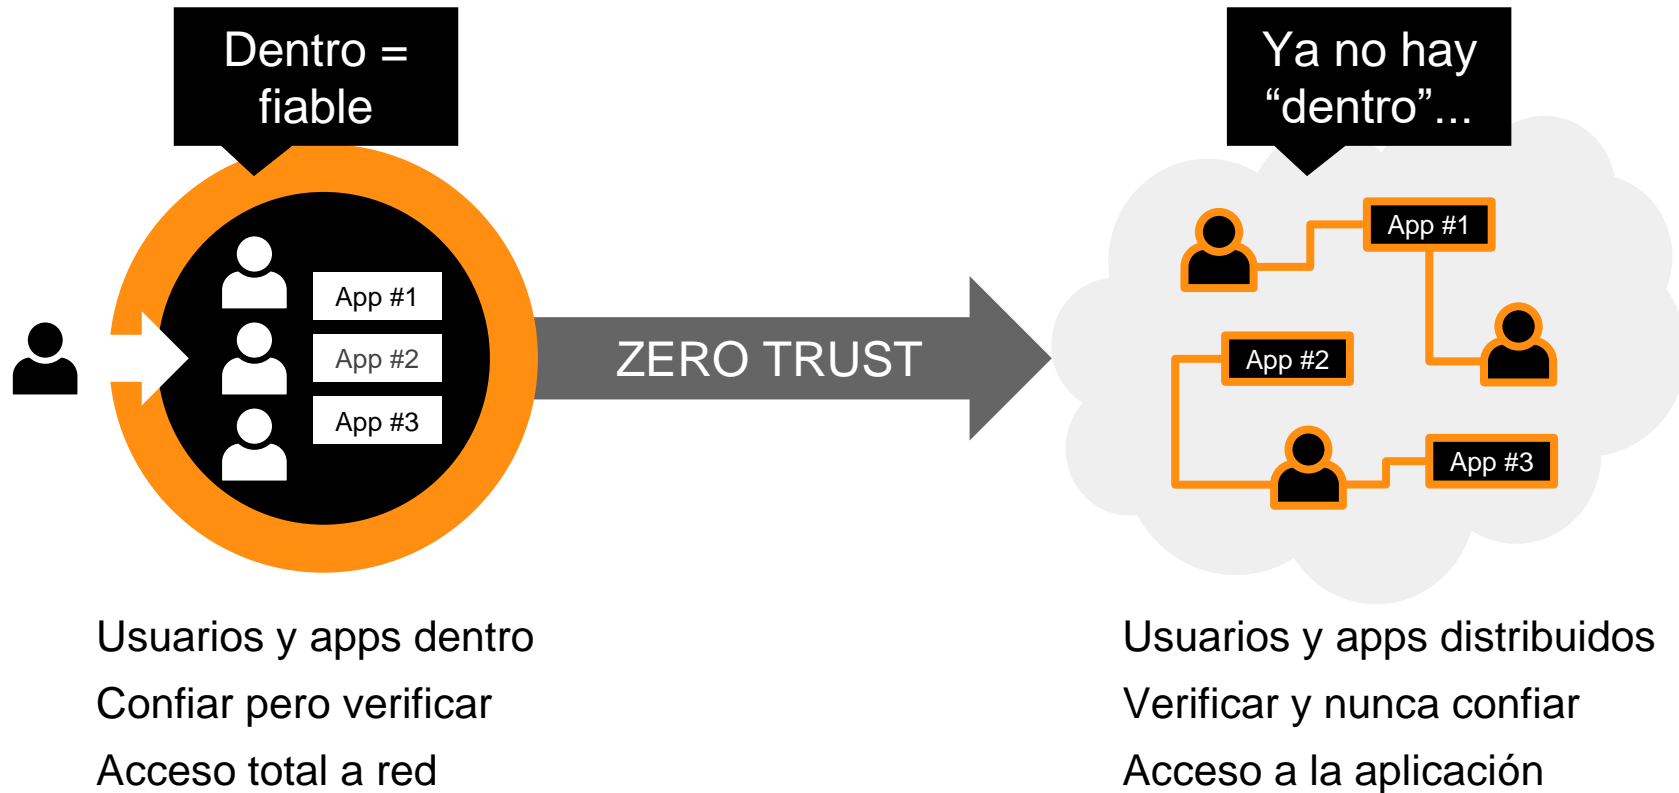 Dentro =
fiable
App #1
App #2
App #3
Usuarios y apps dentro
Confiar pero verificar
Acceso total a red
ZERO TRUST
Ya no hay
“dentro”...
App #1
App #2
App #3
Usuarios y apps distribuidos
Verificar y nunca confiar
Acceso a la aplicación